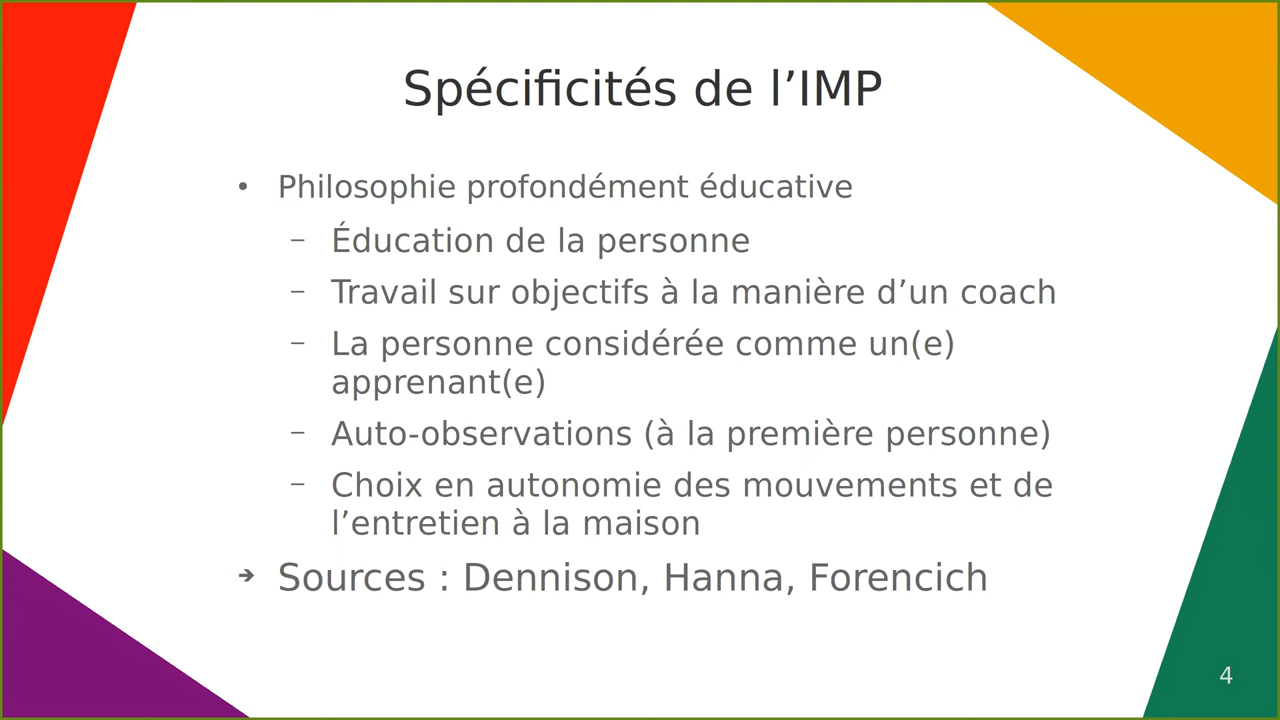 Spécificités de l’IMP
• Philosophie profondément éducative
– Éducation de la personne
– Travail sur objectifs à la manière d’un coach
– La personne considérée comme un(e)
apprenant(e)
– Auto-observations (à la première personne)
– Choix en autonomie des mouvements et de
l’entretien à la maison
➔ Sources : Dennison, Hanna, Forencich
4